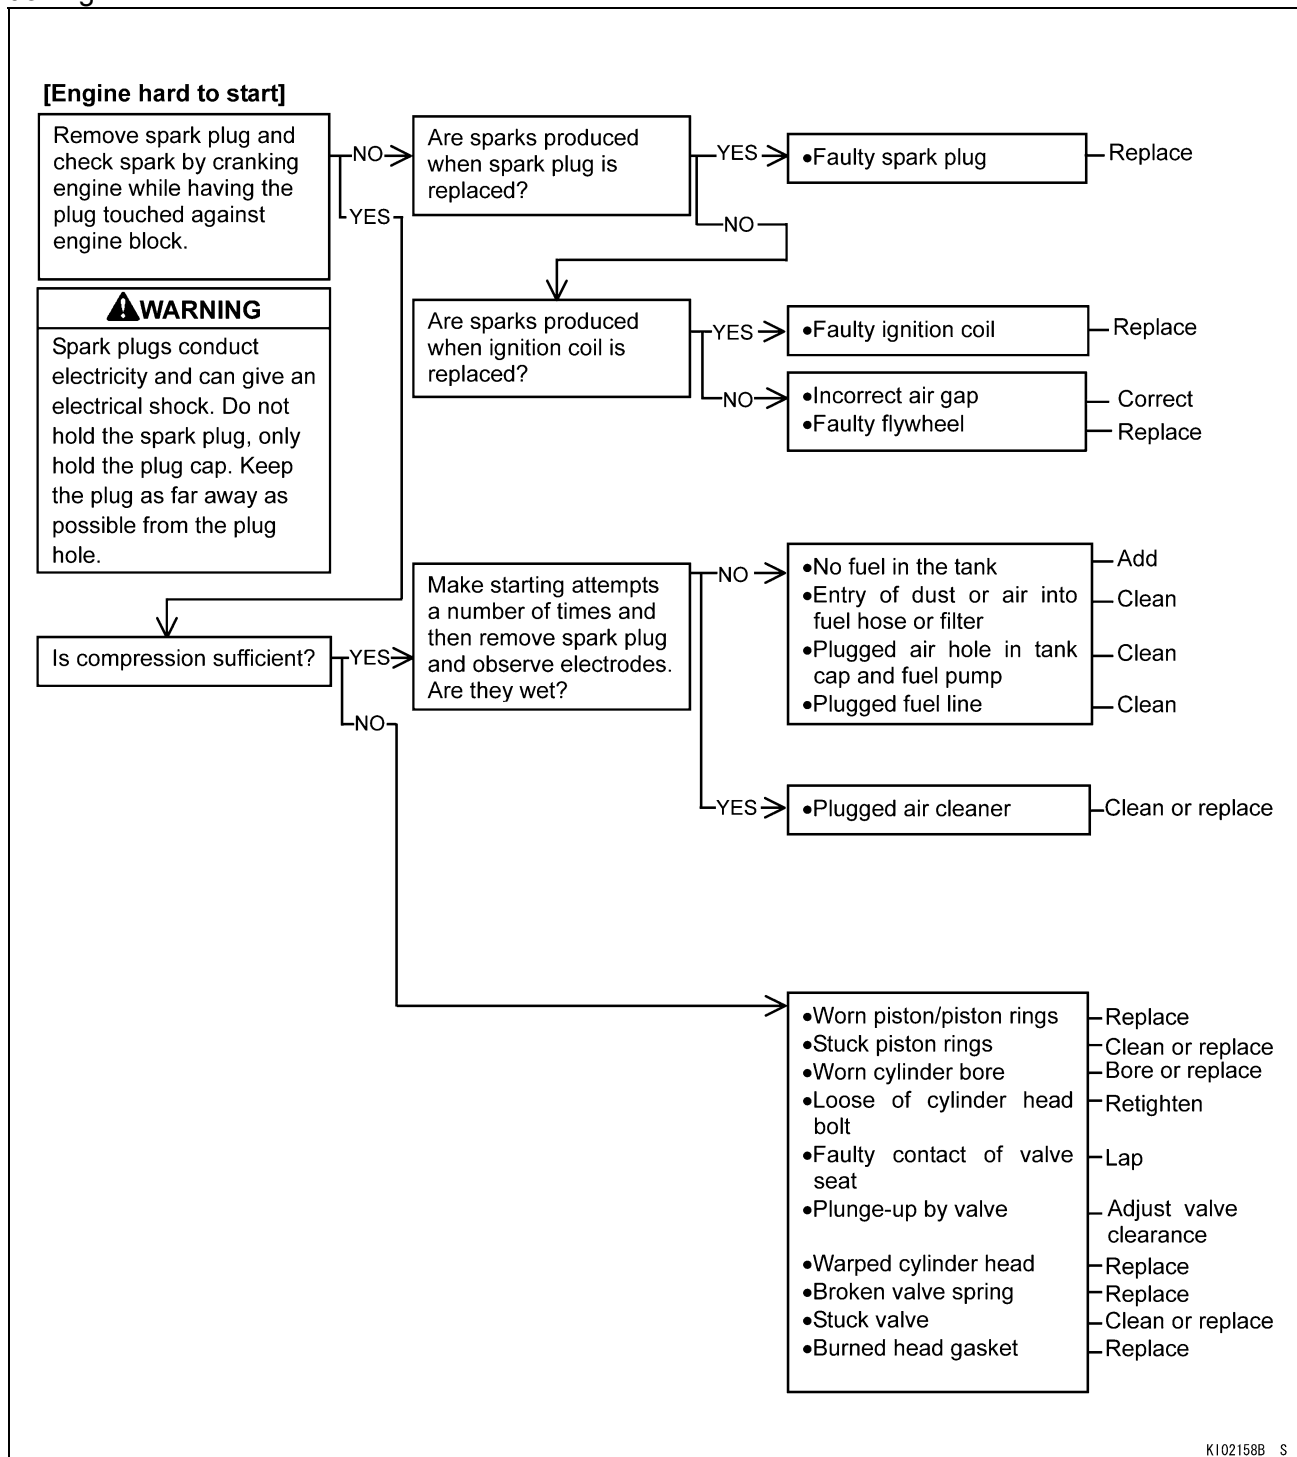 [Engine hard to start]
Remove spark plug and
check spark by cranking
engine while having the
plug touched against
engine block.
NO
YES
Are sparks produced
when spark plug is
replaced?
YES
NO
•Faulty spark plug
Replace
WARNING
Spark plugs conduct
electricity and can give an
electrical shock. Do not
hold the spark plug, only
hold the plug cap. Keep
the plug as far away as
possible from the plug
hole.
Are sparks produced
when ignition coil is
replaced?
YES
NO
•Faulty ignition coil
Replace
•Incorrect air gap
Correct
•Faulty flywheel
Replace
Is compression sufficient?
YES
NO
Make starting attempts
a number of times and
then remove spark plug
and observe electrodes.
Are they wet?
NO
YES
•No fuel in the tank
Add
•Entry of dust or air into
fuel hose or filter
Clean
•Plugged air hole in tank
cap and fuel pump
Clean
•Plugged fuel line
Clean
•Plugged air cleaner
Clean or replace
•Worn piston/piston rings
Replace
•Stuck piston rings
Clean or replace
•Worn cylinder bore
Bore or replace
•Loose of cylinder head
bolt
Retighten
•Faulty contact of valve
seat
Lap
•Plunge-up by valve
Adjust valve
clearance
•Warped cylinder head
Replace
•Broken valve spring
Replace
•Stuck valve
Clean or replace
•Burned head gasket
Replace
KI02158B S